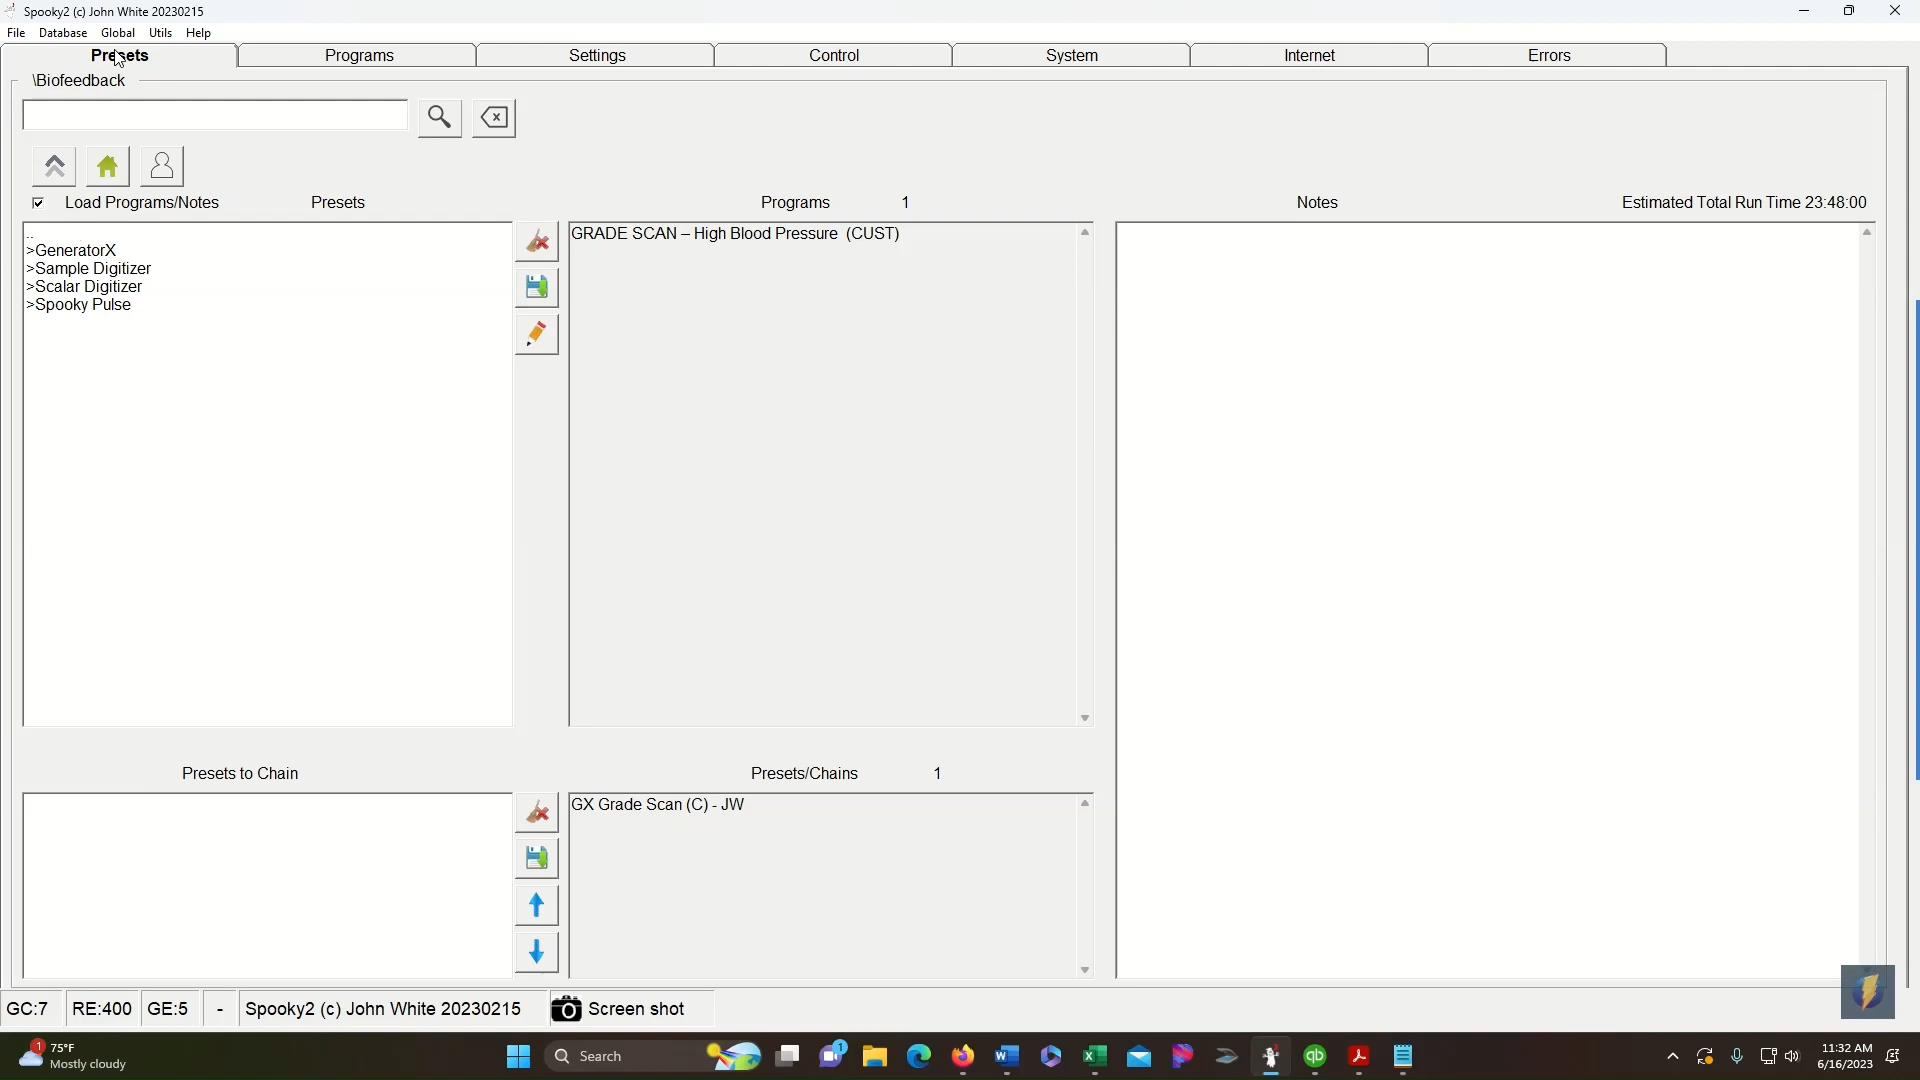 Spooky2 (c) John White 20230215
File Database Global Utils Help
Presets Programs Settings Control System Internet Errors
\Biofeedback
Load Programs/Notes Presets Programs 1 Notes Estimated Total Run Time 23:48:00
..
>GeneratorX
>Sample Digitizer
>Scalar Digitizer
>Spooky Pulse
GRADE SCAN – High Blood Pressure (CUST)
Presets to Chain Presets/Chains 1
GX Grade Scan (C) - JW
GC:7 RE:400 GE:5 - Spooky2 (c) John White 20230215 Screen shot
1 75°F
Mostly cloudy
Search
1
11:32 AM
6/16/2023